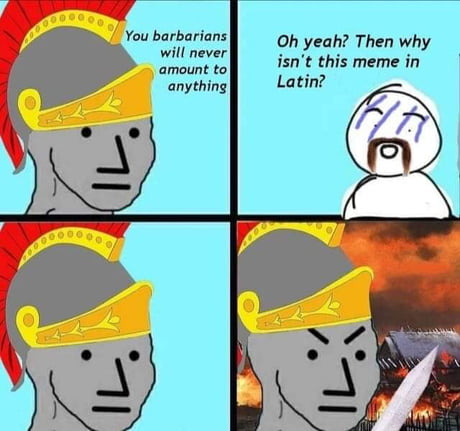 You barbarians
will never
amount to
anything
Oh yeah? Then why
isn't this meme in
Latin?